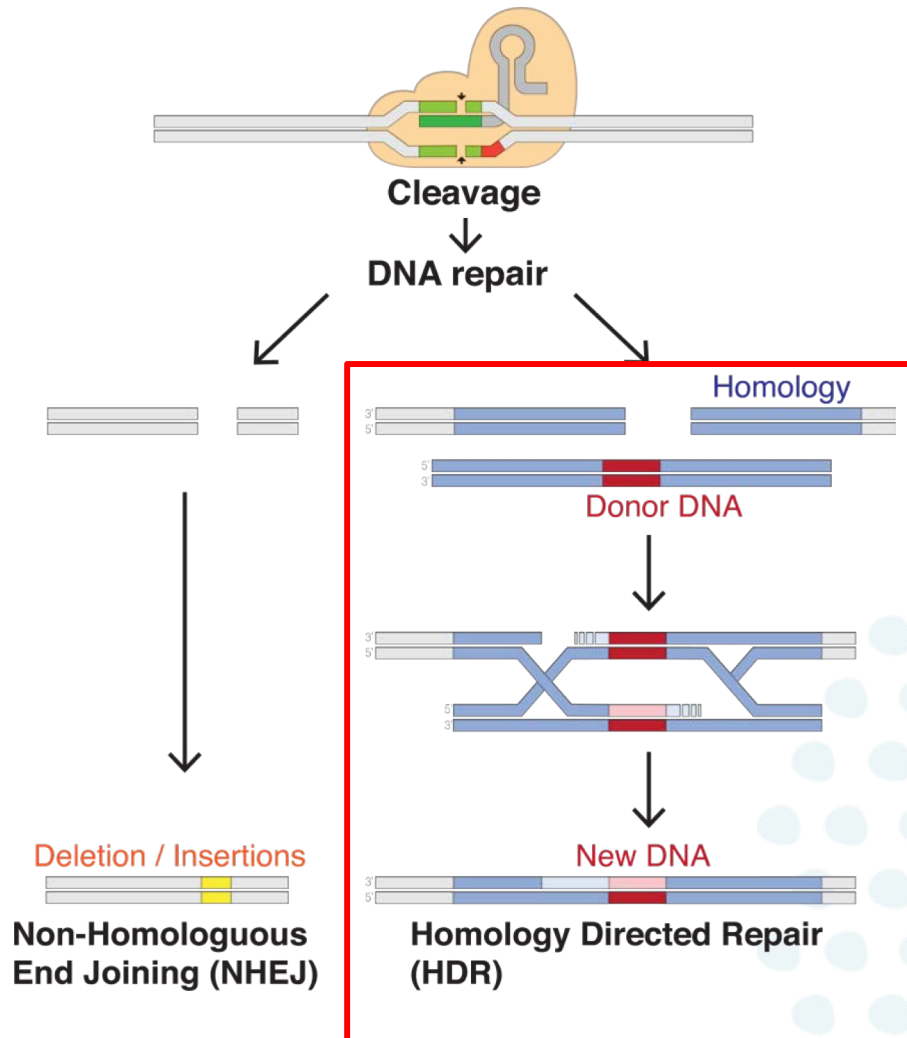 Cleavage
DNA repair
Homology
3'
5'
5'
3'
Donor DNA
3'
5'
5'
3'
Deletion / Insertions
Non-Homologuous
End Joining (NHEJ)
New DNA
3'
5'
Homology Directed Repair
(HDR)